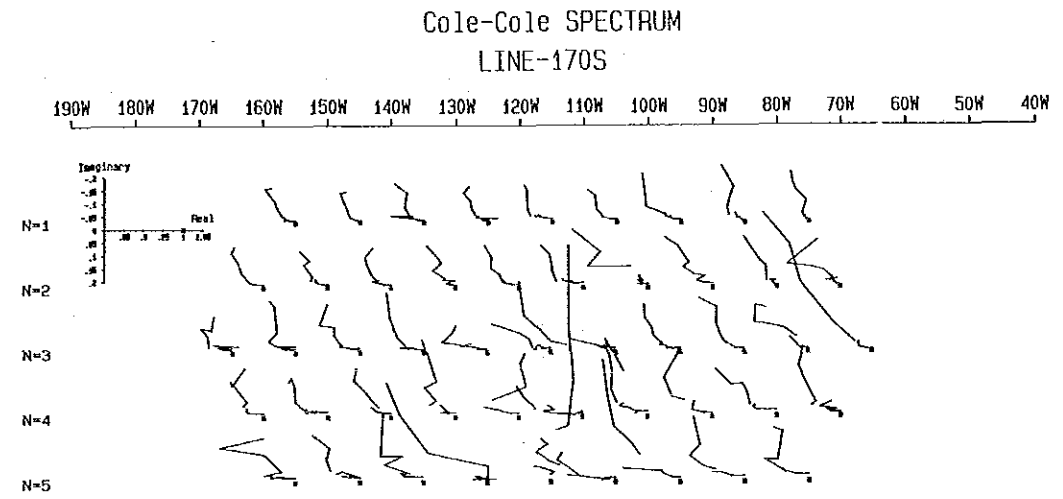 Cole-Cole SPECTRUM
LINE-170S
190W 180W 170W 160W 150W 140W 130W 120W 110W 100W 90W 80W 70W 60W 50W 40W
Imaginary
Real
N=1
N=2
N=3
N=4
N=5